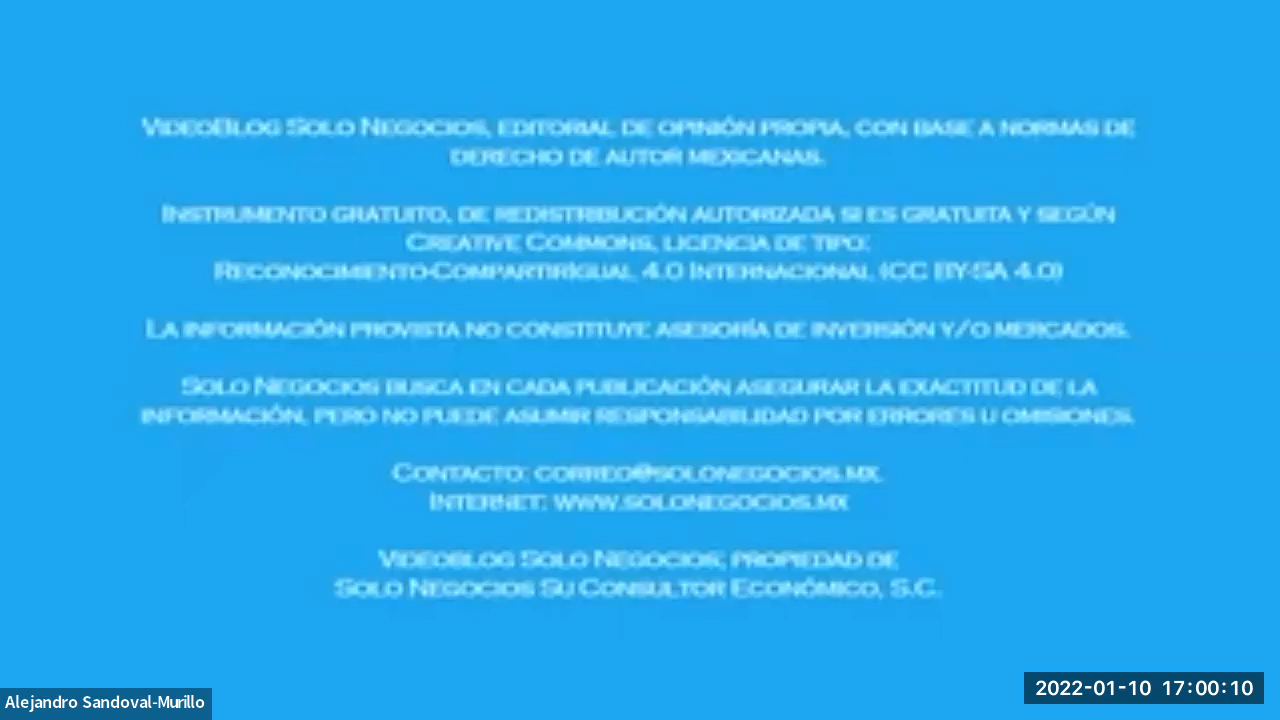 VideoBlog Solo Negocios, editorial de opinión propia, con base a normas de
derecho de autor mexicanas.
Instrumento gratuito, de redistribución autorizada si es gratuita y según
Creative Commons, licencia de tipo:
Reconocimiento-CompartirIgual 4.0 Internacional (CC BY-SA 4.0)
La información provista no constituye asesoría de inversión y/o mercados.
Solo Negocios busca en cada publicación asegurar la exactitud de la
información, pero no puede asumir responsabilidad por errores u omisiones.
Contacto: correo@solonegocios.mx
Internet: www.solonegocios.mx
Videoblog Solo Negocios; propiedad de
Solo Negocios Su Consultor Económico, S.C.
Alejandro Sandoval-Murillo
2022-01-10 17:00:10